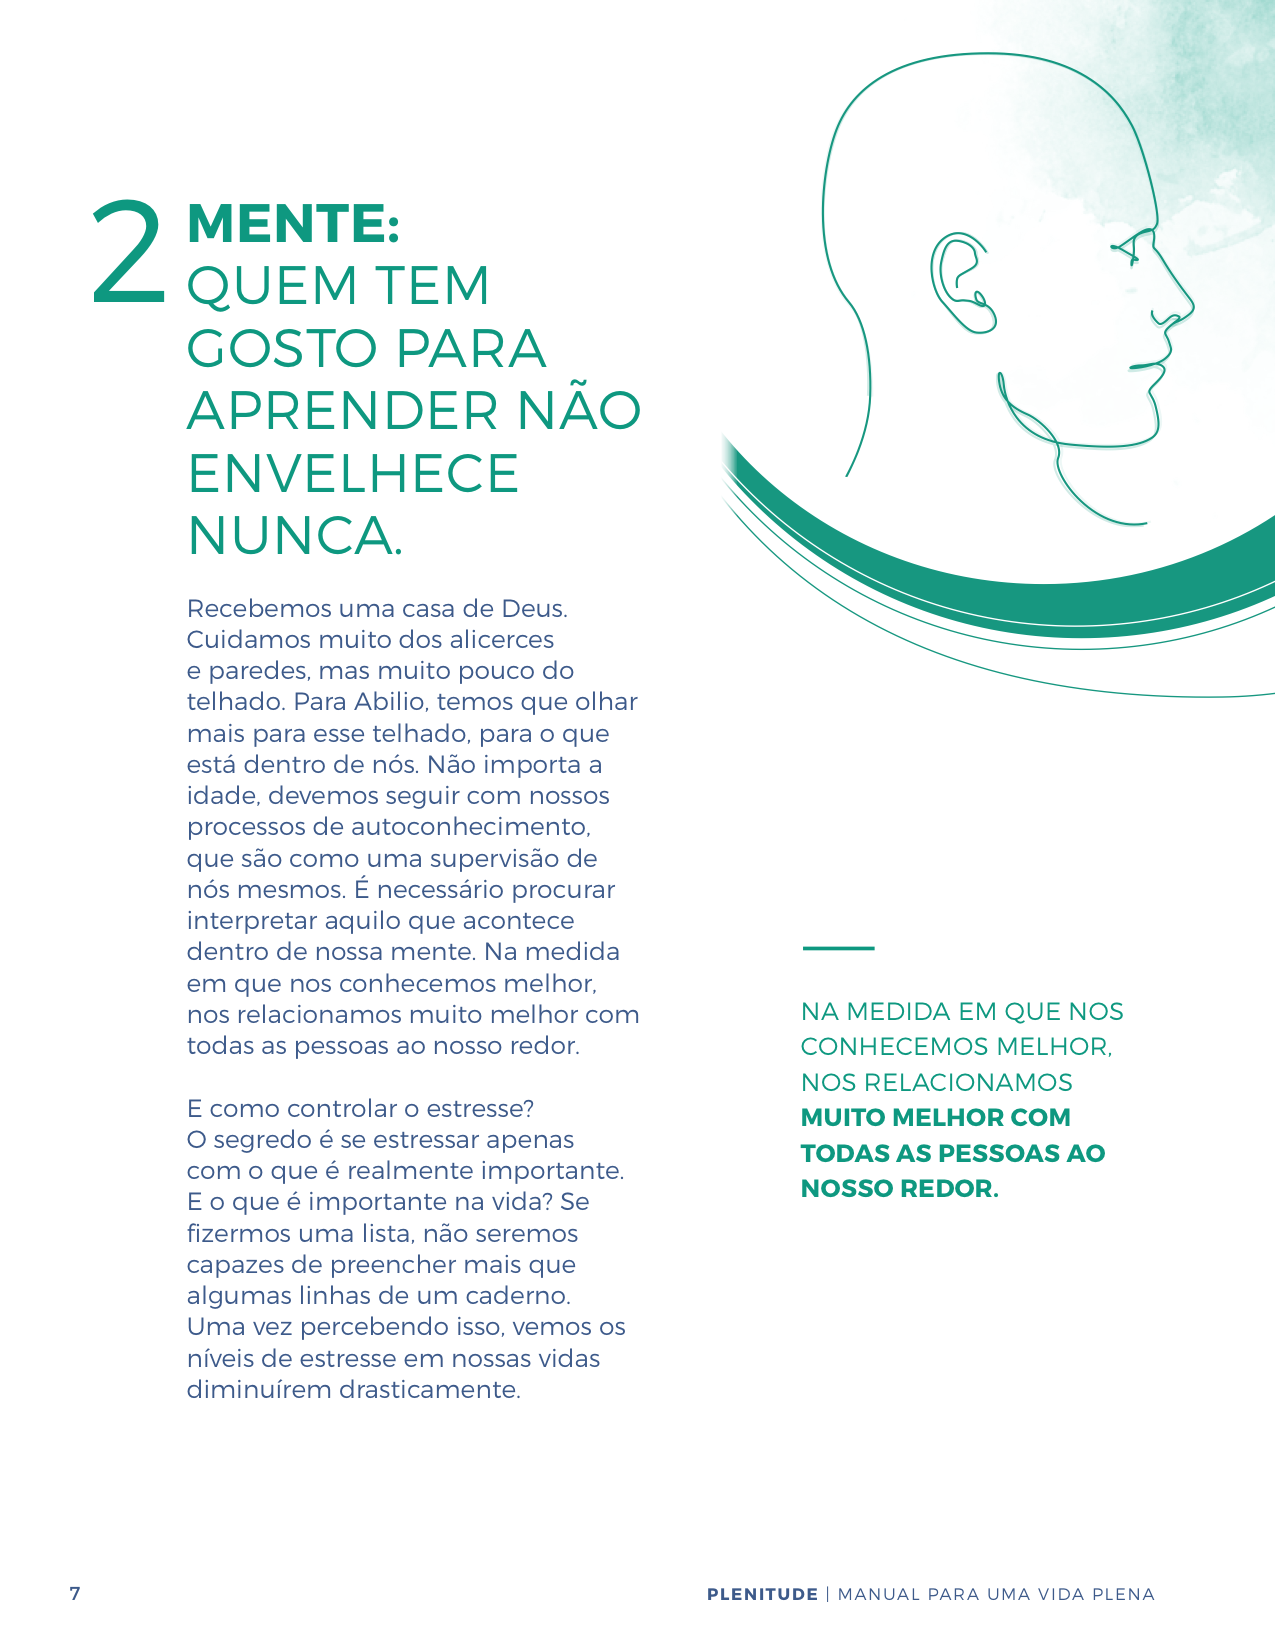 2
MENTE:
QUEM TEM
GOSTO PARA
APRENDER NÃO
ENVELHECE
NUNCA.
Recebemos uma casa de Deus.
Cuidamos muito dos alicerces
e paredes, mas muito pouco do
telhado. Para Abilio, temos que olhar
mais para esse telhado, para o que
está dentro de nós. Não importa a
idade, devemos seguir com nossos
processos de autoconhecimento,
que são como uma supervisão de
nós mesmos. É necessário procurar
interpretar aquilo que acontece
dentro de nossa mente. Na medida
em que nos conhecemos melhor,
nos relacionamos muito melhor com
todas as pessoas ao nosso redor.
E como controlar o estresse?
O segredo é se estressar apenas
com o que é realmente importante.
E o que é importante na vida? Se
fizermos uma lista, não seremos
capazes de preencher mais que
algumas linhas de um caderno.
Uma vez percebendo isso, vemos os
níveis de estresse em nossas vidas
diminuírem drasticamente.
NA MEDIDA EM QUE NOS
CONHECEMOS MELHOR,
NOS RELACIONAMOS
MUITO MELHOR COM
TODAS AS PESSOAS AO
NOSSO REDOR.
7
PLENITUDE | MANUAL PARA UMA VIDA PLENA